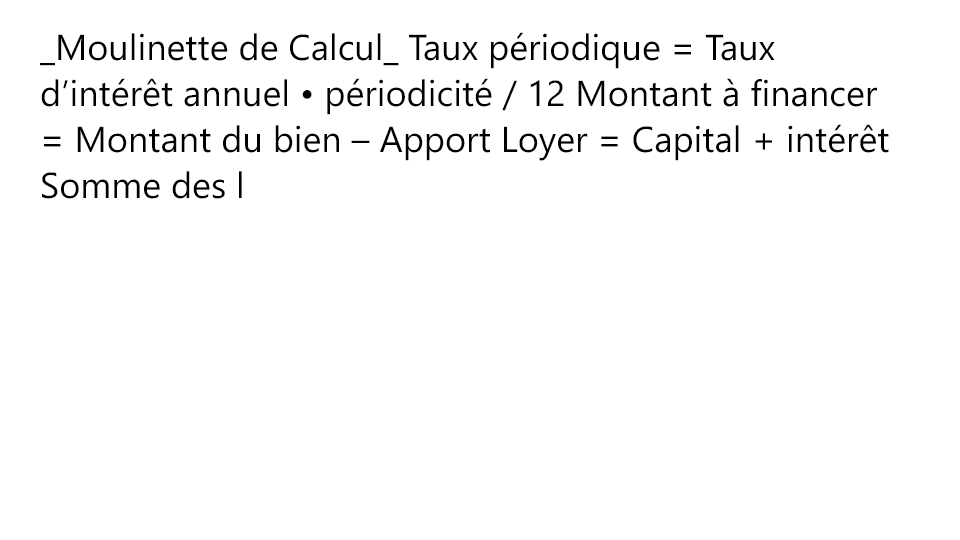 _Moulinette de Calcul_ Taux périodique = Taux
d’intérêt annuel • périodicité / 12 Montant à financer
= Montant du bien – Apport Loyer = Capital + intérêt
Somme des l